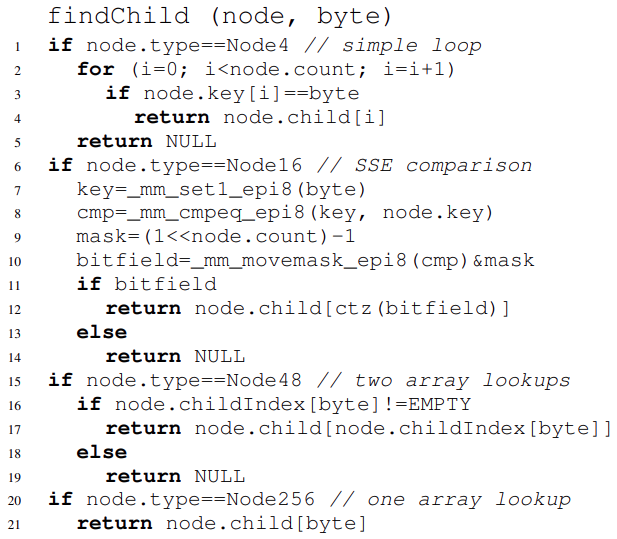 findChild (node, byte)
1 if node.type==Node4 // simple loop
2 for (i=0; i<node.count; i=i+1)
3 if node.key[i]==byte
4 return node.child[i]
5 return NULL
6 if node.type==Node16 // SSE comparison
7 key=_mm_set1_epi8(byte)
8 cmp=_mm_cmpeq_epi8(key, node.key)
9 mask=(1<<node.count)-1
10 bitfield=_mm_movemask_epi8(cmp)&mask
11 if bitfield
12 return node.child[ctz(bitfield)]
13 else
14 return NULL
15 if node.type==Node48 // two array lookups
16 if node.childIndex[byte]!=EMPTY
17 return node.child[node.childIndex[byte]]
18 else
19 return NULL
20 if node.type==Node256 // one array lookup
21 return node.child[byte]